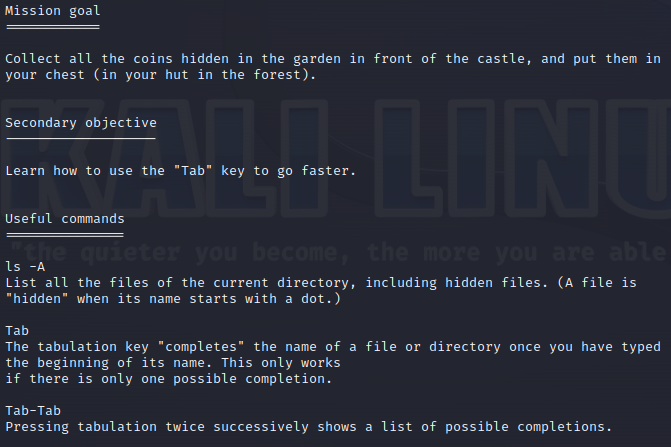 Mission goal
Collect all the coins hidden in the garden in front of the castle, and put them in
your chest (in your hut in the forest).
Secondary objective
Learn how to use the "Tab" key to go faster.
Useful commands
ls -A
List all the files of the current directory, including hidden files. (A file is
"hidden" when its name starts with a dot.)
Tab
The tabulation key "completes" the name of a file or directory once you have typed
the beginning of its name. This only works
if there is only one possible completion.
Tab-Tab
Pressing tabulation twice successively shows a list of possible completions.
KALI LINU
"the quieter you become, the more you are able